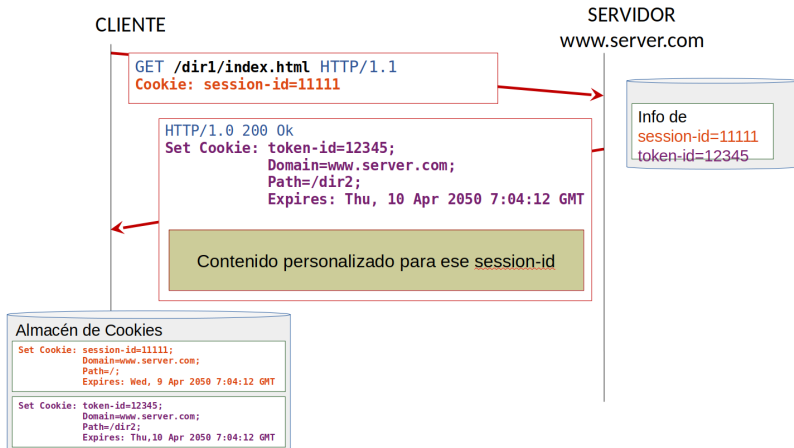 CLIENTE
SERVIDOR
www.server.com
GET /dir1/index.html HTTP/1.1
Cookie: session-id=11111
Info de
session-id=11111
token-id=12345
HTTP/1.0 200 Ok
Set Cookie: token-id=12345;
Domain=www.server.com;
Path=/dir2;
Expires: Thu, 10 Apr 2050 7:04:12 GMT
Contenido personalizado para ese session-id
Almacén de Cookies
Set Cookie: session-id=11111;
Domain=www.server.com;
Path=/;
Expires: Wed, 9 Apr 2050 7:04:12 GMT
Set Cookie: token-id=12345;
Domain=www.server.com;
Path=/dir2;
Expires: Thu,10 Apr 2050 7:04:12 GMT